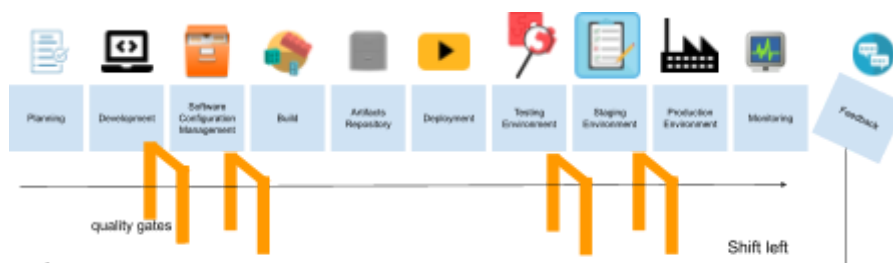 Planning
Development
Software
Configuration
Management
Build
Artifacts
Repository
Deployment
Testing
Environment
Staging
Environment
Production
Environment
Monitoring
Feedback
quality gates
Shift left